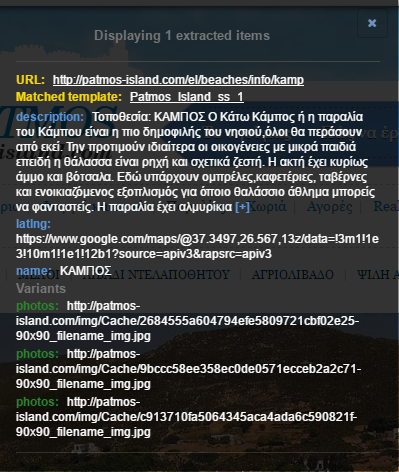 Displaying 1 extracted items
URL: http://patmos-island.com/el/beaches/info/kamp
Matched template: Patmos_Island_ss_1
description: Τοποθεσία: ΚΑΜΠΟΣ Ο Κάτω Κάμπος ή η παραλία
του Κάμπου είναι η πιο δημοφιλής του νησιού,όλοι θα περάσουν
από εκεί. Την προτιμούν ιδιαίτερα οι οικογένειες με μικρά παιδιά
επειδή η θάλασσα είναι ρηχή και σχετικά ζεστή. Η ακτή έχει κυρίως
άμμο και βότσαλα. Εδώ υπάρχουν ομπρέλες,καφετέριες, ταβέρνες
και ενοικιαζόμενος εξοπλισμός για όποιο θαλάσσιο άθλημα μπορείς
να φανταστείς. Η παραλία έχει αλμυρίκια [+]
latlng:
https://www.google.com/maps/@37.3497,26.567,13z/data=!3m1!1e
3!10m1!1e1!12b1?source=apiv3&rapsrc=apiv3
name: ΚΑΜΠΟΣ
Variants
photos: http://patmos-
island.com/img/Cache/2684555a604794efe5809721cbf02e25-
90x90_filename_img.jpg
photos: http://patmos-
island.com/img/Cache/9bccc58ee358ec0de0571ecceb2a2c71-
90x90_filename_img.jpg
photos: http://patmos-
island.com/img/Cache/c913710fa5064345aca4ada6c590821f-
90x90_filename_img.jpg